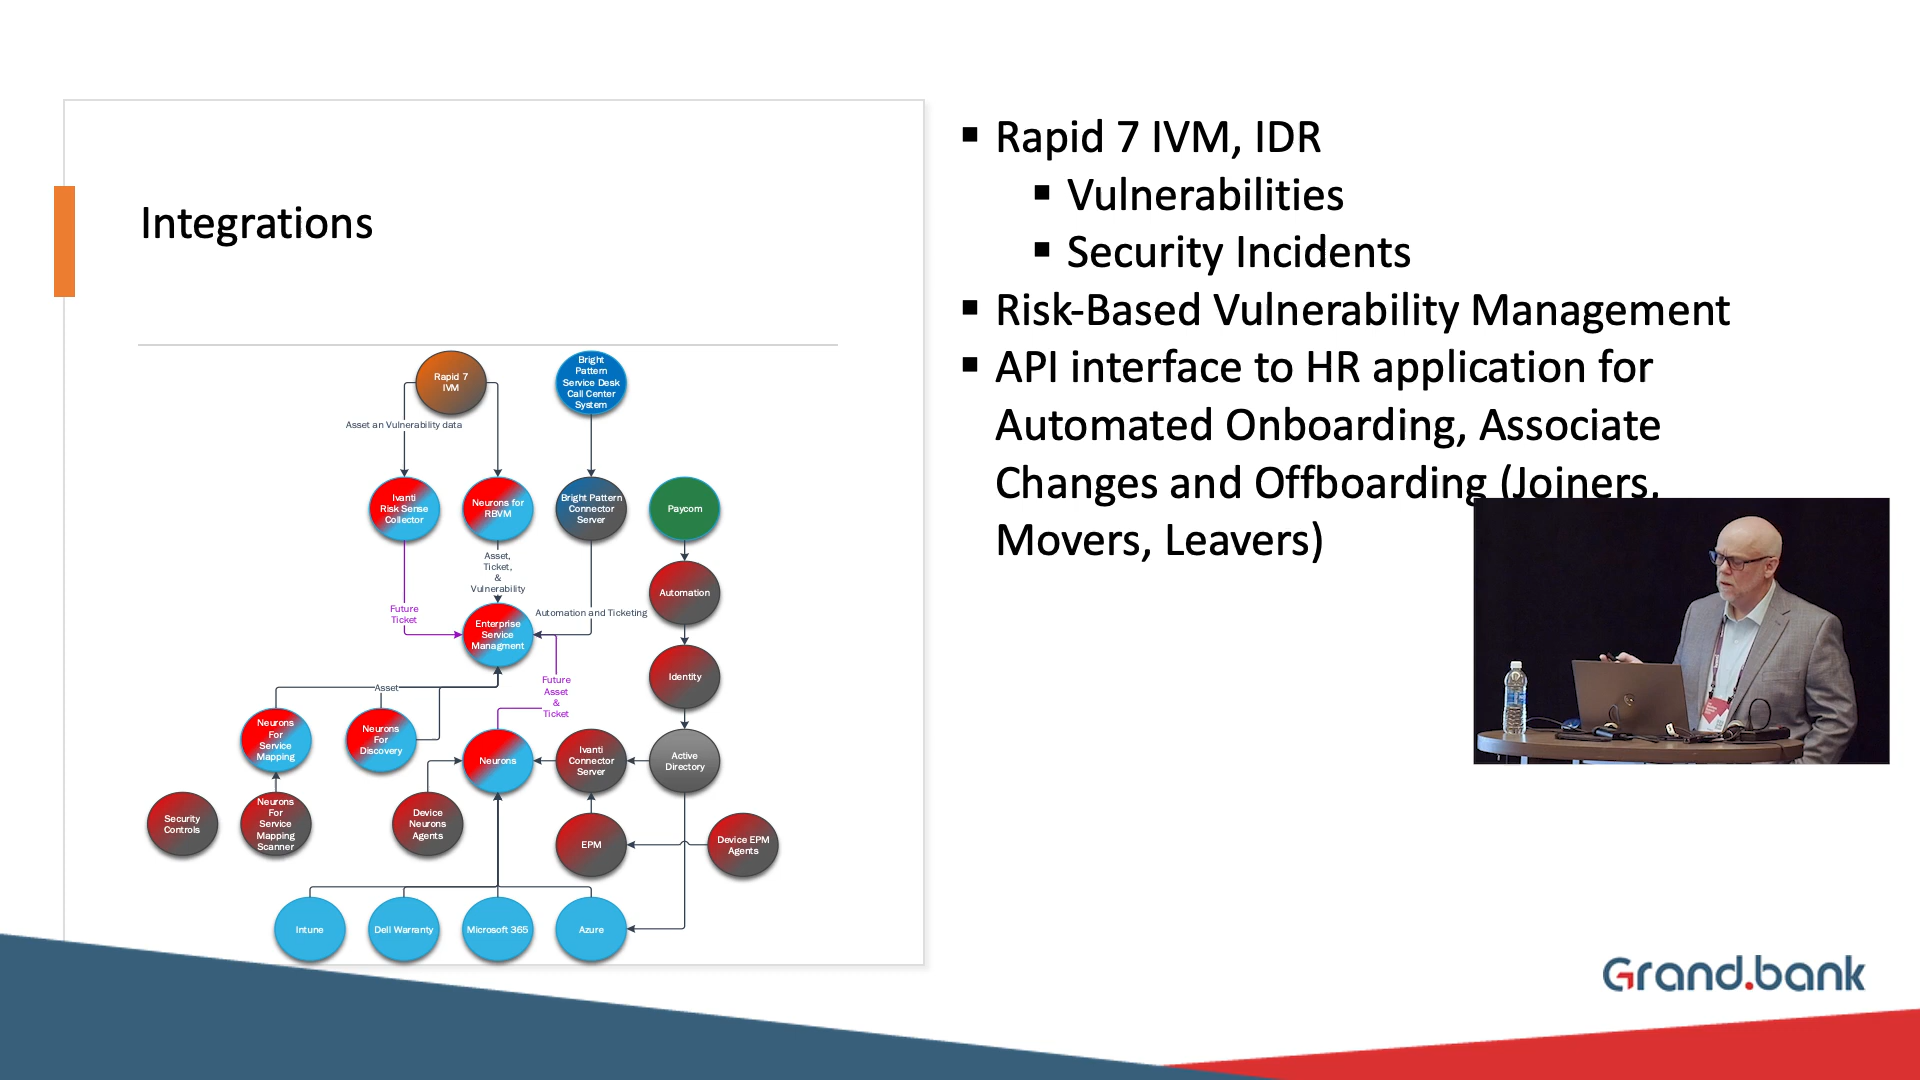 Integrations
Rapid 7
IVM
Bright
Pattern
Service Desk
Call Center
System
Asset an Vulnerability data
Ivanti
Risk Sense
Collector
Neurons for
RBVM
Bright Pattern
Connector
Server
Paycom
Asset,
Ticket,
&
Vulnerability
Automation
Future
Ticket
Automation and Ticketing
Enterprise
Service
Managment
Identity
Asset
Future
Asset
&
Ticket
Neurons
For
Service
Mapping
Neurons
For
Discovery
Neurons
Ivanti
Connector
Server
Active
Directory
Security
Controls
Neurons
For
Service
Mapping
Scanner
Device
Neurons
Agents
EPM
Device EPM
Agents
Intune
Dell Warranty
Microsoft 365
Azure
Rapid 7 IVM, IDR
Vulnerabilities
Security Incidents
Risk-Based Vulnerability Management
API interface to HR application for
Automated Onboarding, Associate
Changes and Offboarding (Joiners,
Movers, Leavers)
Grand.bank